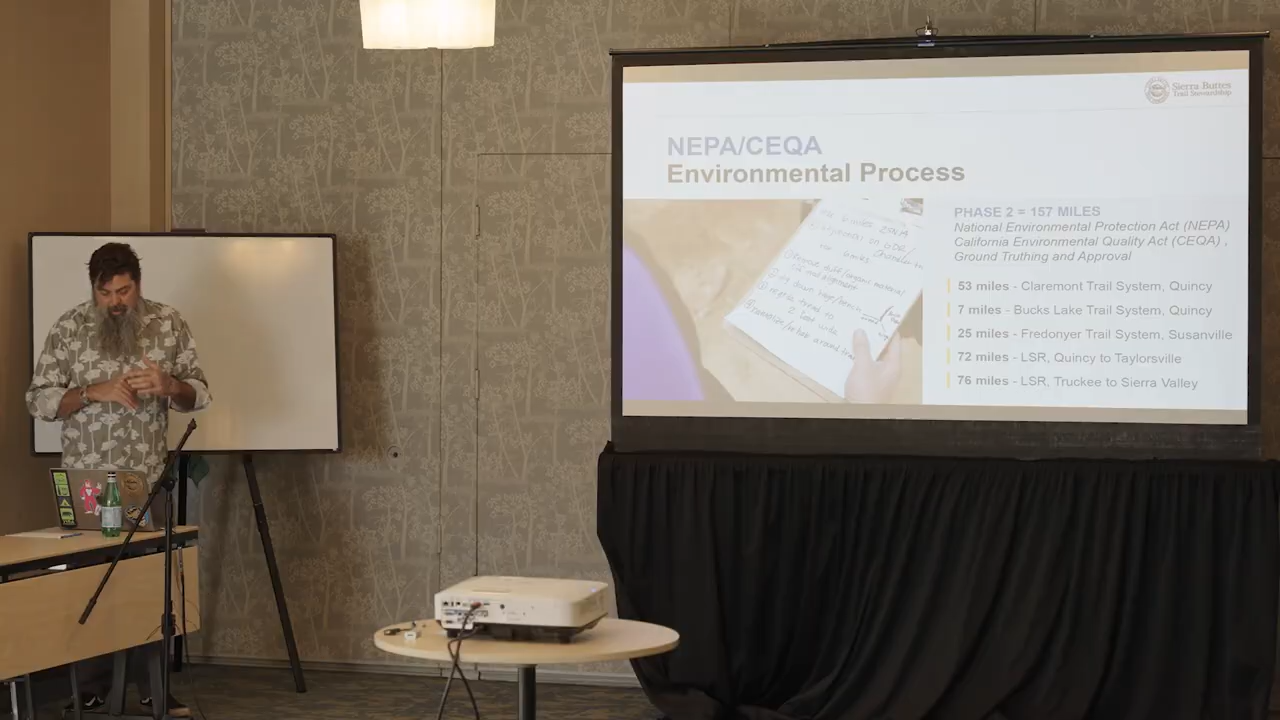 Sierra Buttes
Trail Stewardship
NEPA/CEQA
Environmental Process
PHASE 2 = 157 MILES
National Environmental Protection Act (NEPA)
California Environmental Quality Act (CEQA) ,
Ground Truthing and Approval
53 miles - Claremont Trail System, Quincy
7 miles - Bucks Lake Trail System, Quincy
25 miles - Fredonyer Trail System, Susanville
72 miles - LSR, Quincy to Taylorsville
76 miles - LSR, Truckee to Sierra Valley